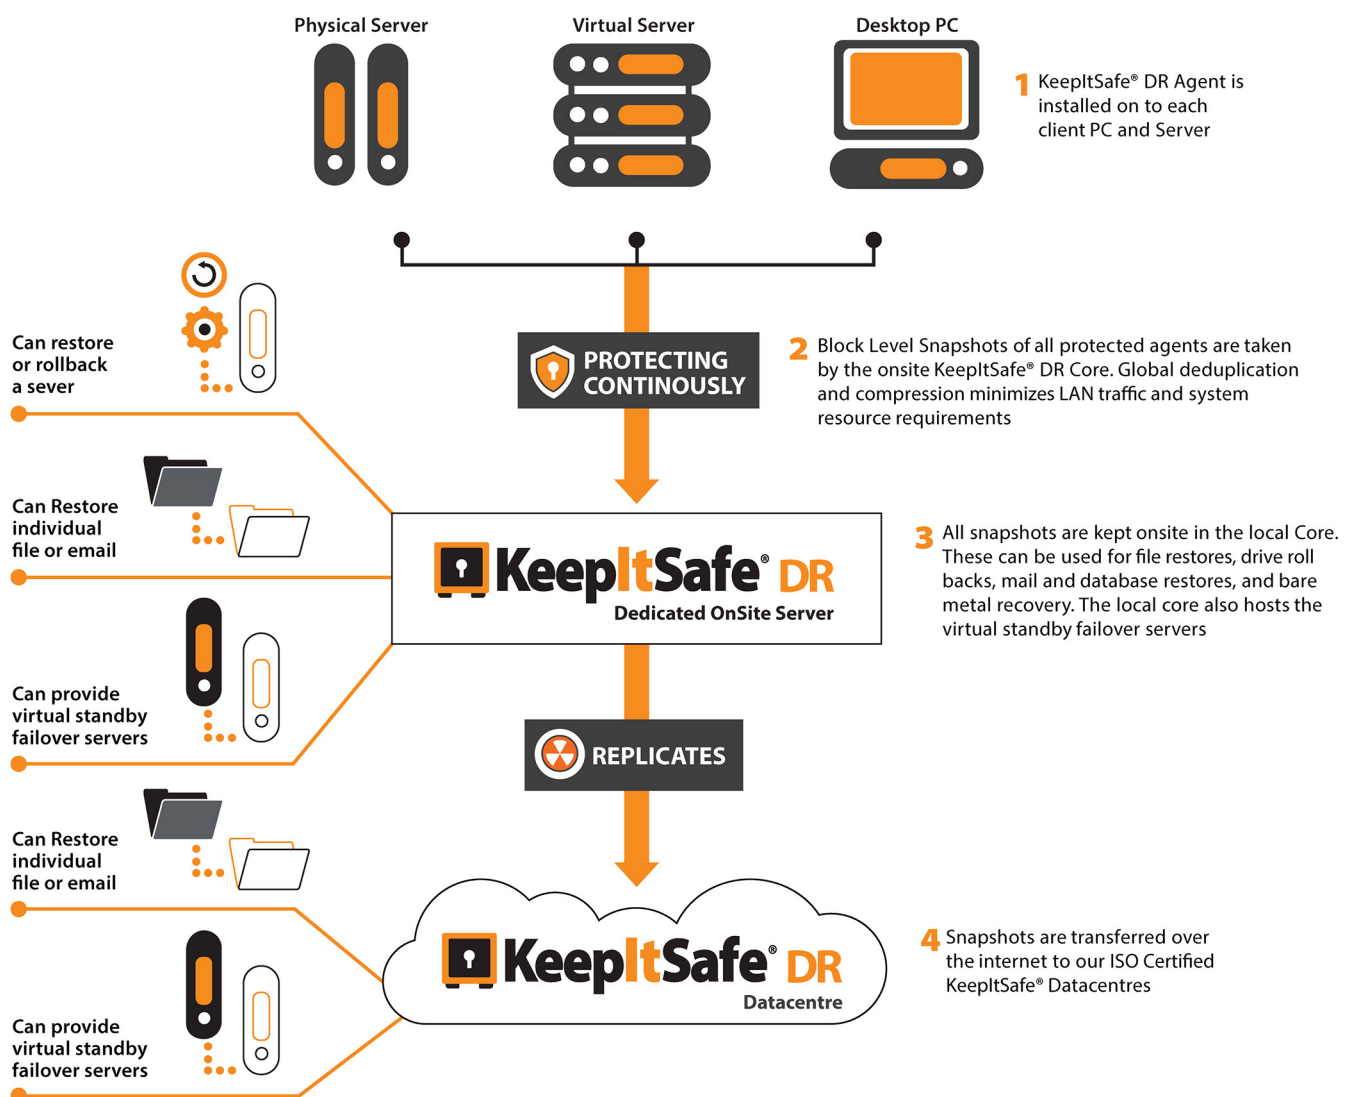 Physical Server
Virtual Server
Desktop PC
1
KeepItSafe® DR Agent is
installed on to each
client PC and Server
Can restore
or rollback
a sever
PROTECTING
CONTINOUSLY
2
Block Level Snapshots of all protected agents are taken
by the onsite KeepItSafe® DR Core. Global deduplication
and compression minimizes LAN traffic and system
resource requirements
Can Restore
individual
file or email
KeepItSafe® DR
Dedicated OnSite Server
3
All snapshots are kept onsite in the local Core.
These can be used for file restores, drive roll
backs, mail and database restores, and bare
metal recovery. The local core also hosts the
virtual standby failover servers
Can provide
virtual standby
failover servers
REPLICATES
Can Restore
individual
file or email
KeepItSafe® DR
Datacentre
4
Snapshots are transferred over
the internet to our ISO Certified
KeepItSafe® Datacentres
Can provide
virtual standby
failover servers